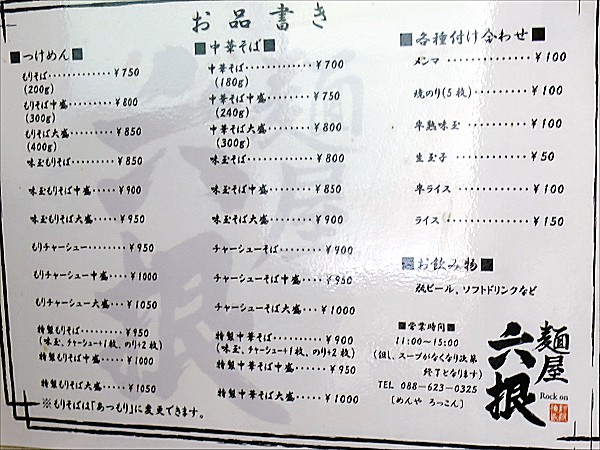 お品書き
■つけめん■
もりそば············¥750
(200g)
もりそば中盛······¥800
(300g)
もりそば大盛······¥850
(400g)
味玉もりそば······¥850
味玉もりそば中盛····¥900
味玉もりそば大盛····¥950
もりチャーシュー······¥950
もりチャーシュー中盛····¥1000
もりチャーシュー大盛····¥1050
特製もりそば········¥950
(味玉、チャーシュー1枚、のり2枚)
特製もりそば中盛····¥1000
特製もりそば大盛····¥1050
※もりそばは「あつもり」に変更できます。
■中華そば■
中華そば··········¥700
(180g)
中華そば中盛·······¥750
(240g)
中華そば大盛·······¥800
(300g)
味玉そば··········¥800
味玉そば中盛·······¥850
味玉そば大盛·······¥900
チャーシューそば······¥900
チャーシューそば中盛····¥950
チャーシューそば大盛····¥1000
特製中華そば········¥900
(味玉、チャーシュー1枚、のり2枚)
特製中華そば中盛·····¥950
特製中華そば大盛·····¥1000
■各種付け合わせ■
メンマ ············¥100
焼のり(5枚)········¥100
半熟味玉 ··········¥100
生玉子 ············¥50
半ライス ··········¥100
ライス ············¥150
■お飲み物■
瓶ビール、ソフトドリンクなど
■営業時間■
11:00～15:00
(但し、スープがなくなり次第
終了となります)
TEL 088-623-0325
[めんや ろっこん]
麺屋
六根
Rock on